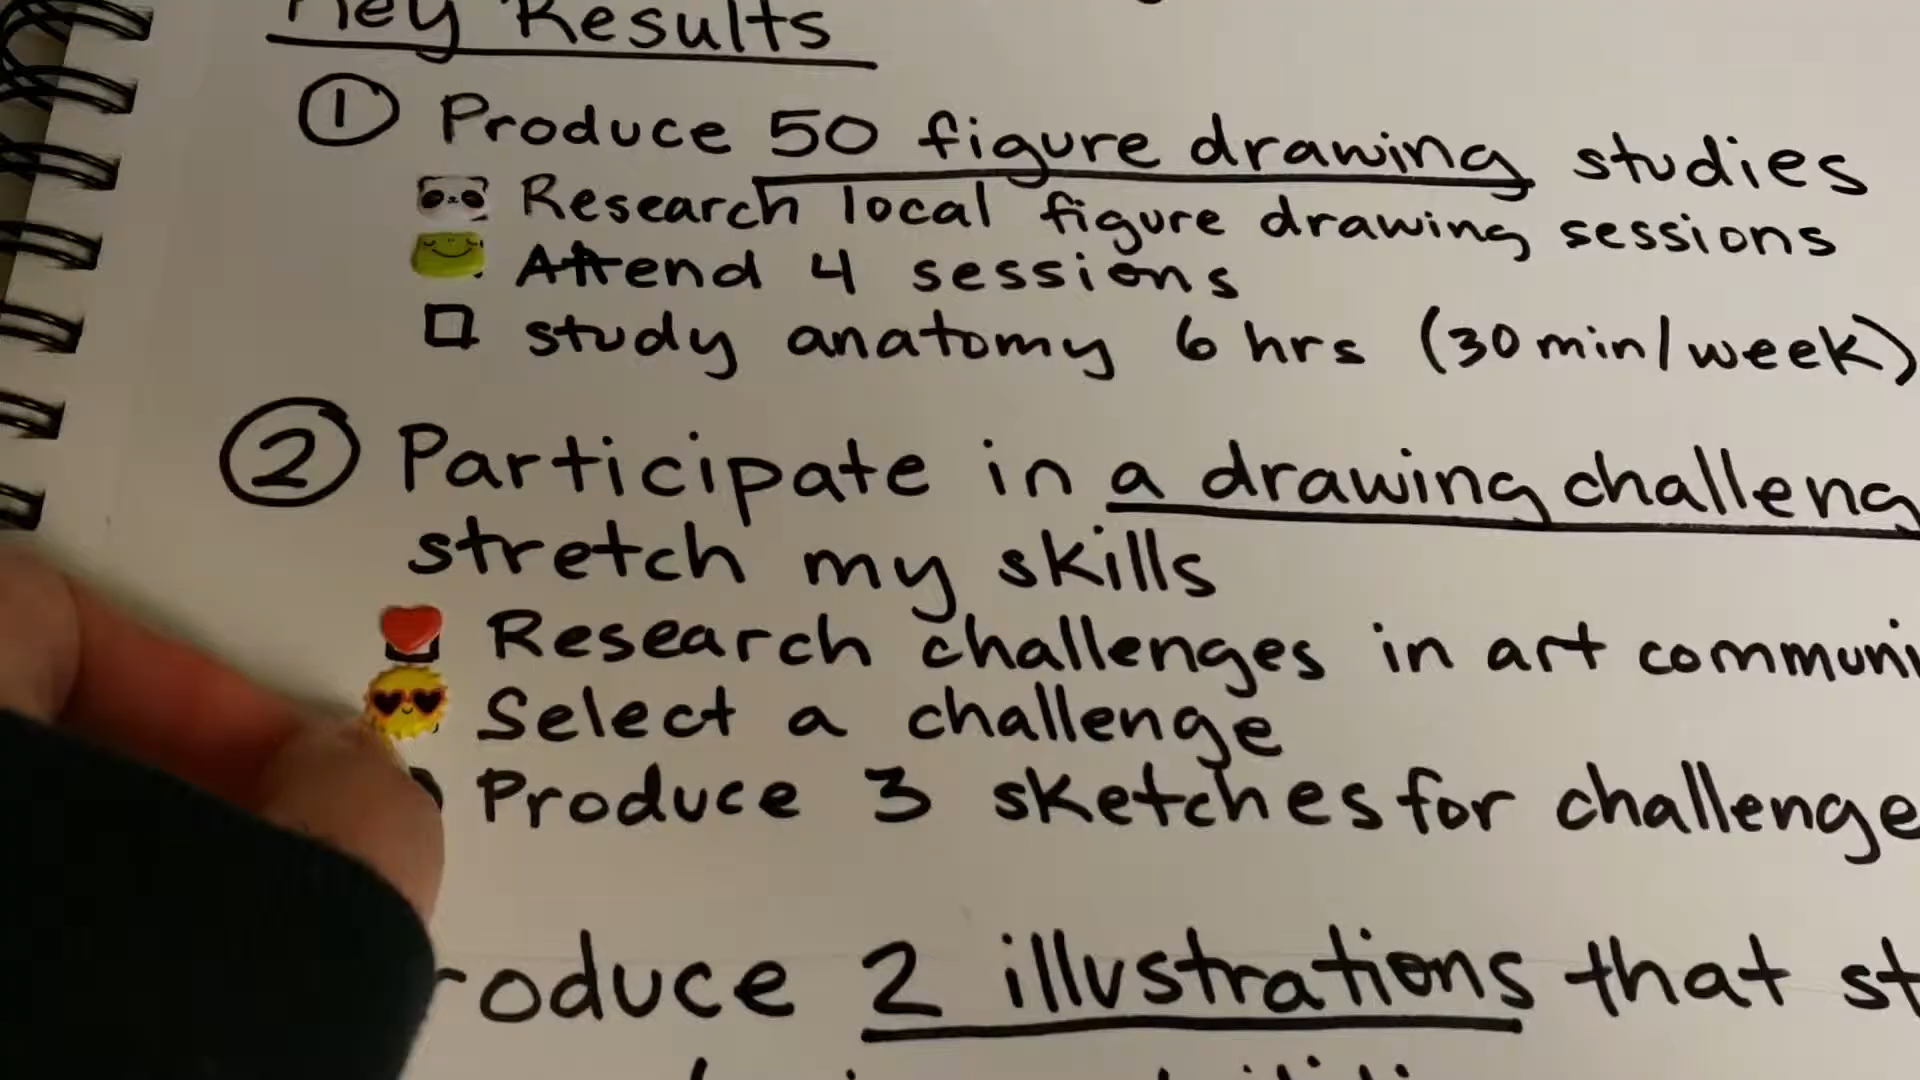 Key Results
① Produce 50 figure drawing studies
Research local figure drawing sessions
Attend 4 sessions
study anatomy 6 hrs (30 min/week)
② Participate in a drawing challeng
stretch my skills
Research challenges in art communi
Select a challenge
Produce 3 sketches for challenge
roduce 2 illustrations that st